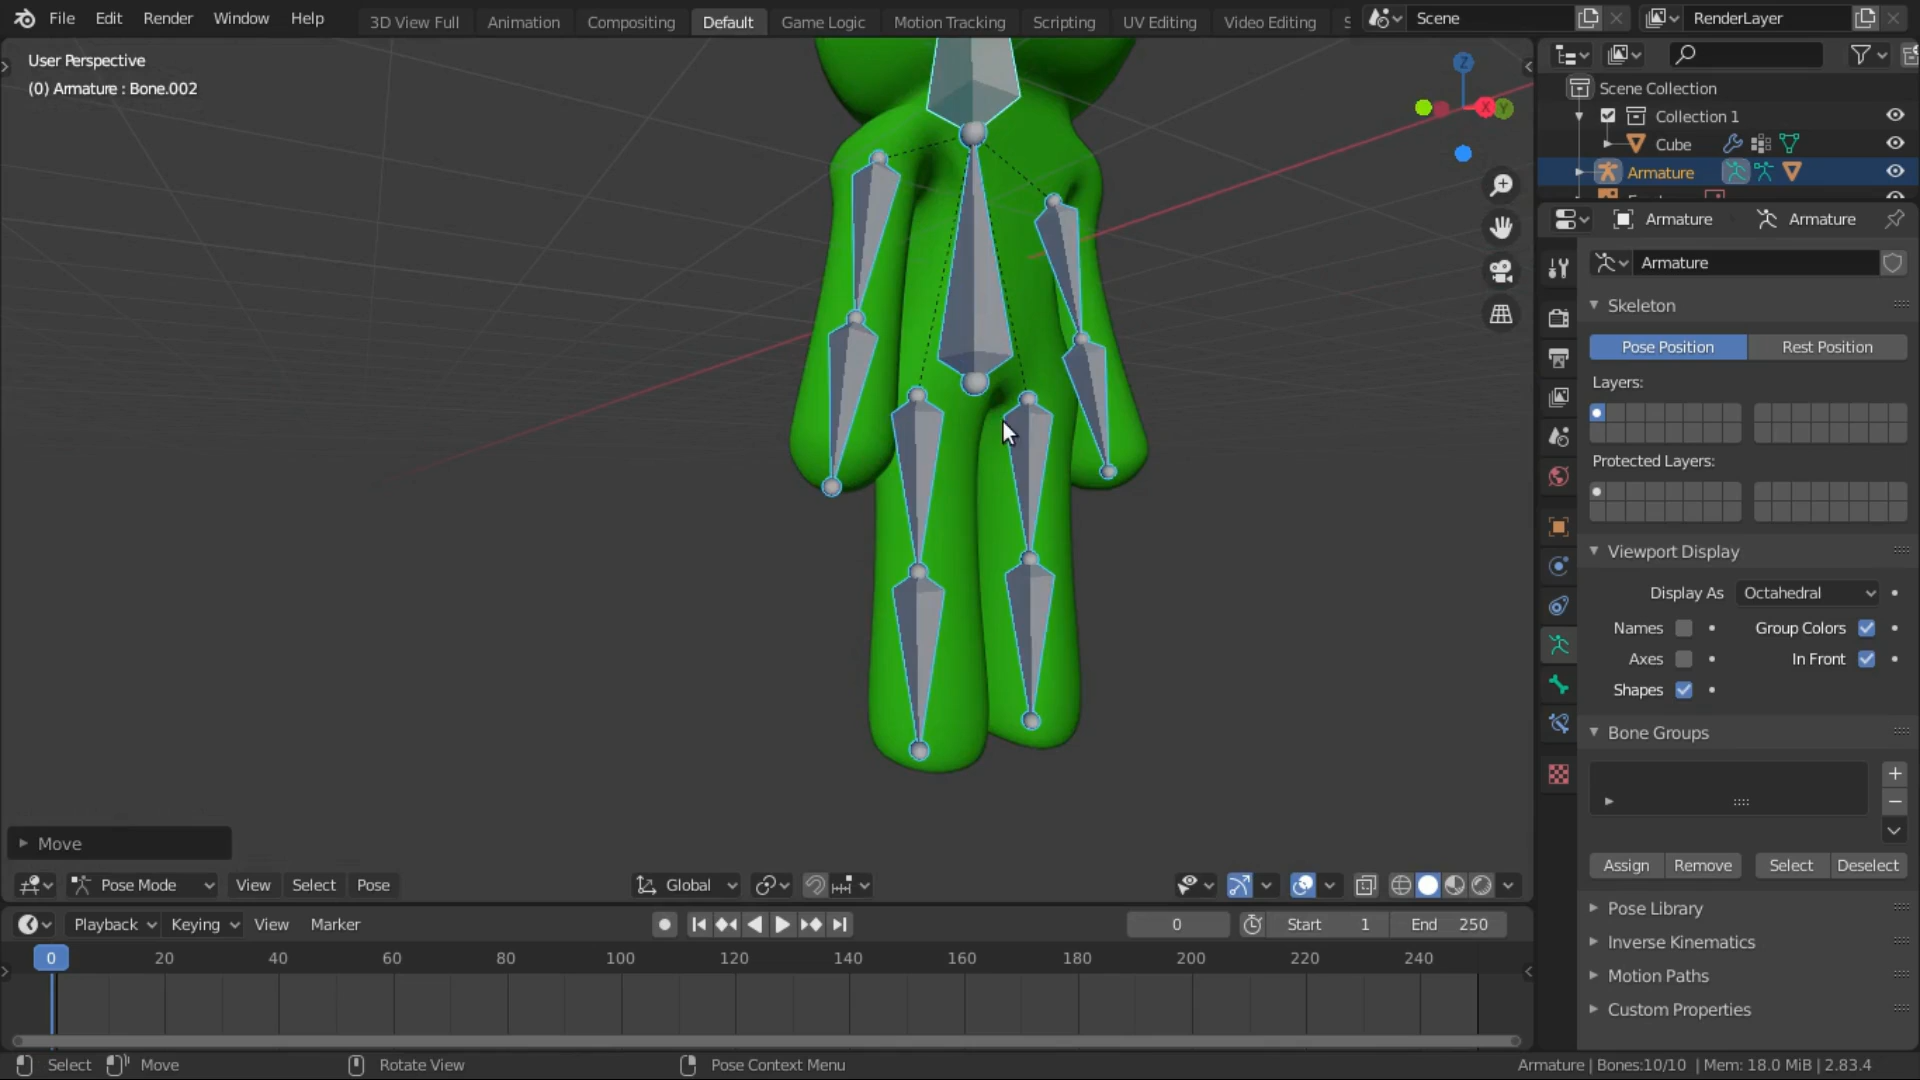 File Edit Render Window Help
3D View Full Animation Compositing Default Game Logic Motion Tracking Scripting UV Editing Video Editing S
Scene
RenderLayer
User Perspective
(0) Armature : Bone.002
Z
X
Y
Scene Collection
Collection 1
Cube
Armature
Armature Armature
Armature
Skeleton
Pose Position Rest Position
Layers:
Protected Layers:
Viewport Display
Display As Octahedral
Names Group Colors
Axes In Front
Shapes
Bone Groups
Assign Remove Select Deselect
Pose Library
Inverse Kinematics
Motion Paths
Custom Properties
Move
Pose Mode View Select Pose Global
Playback Keying View Marker 0 Start 1 End 250
0 20 40 60 80 100 120 140 160 180 200 220 240
Select Move Rotate View Pose Context Menu Armature | Bones:10/10 | Mem: 18.0 MiB | 2.83.4